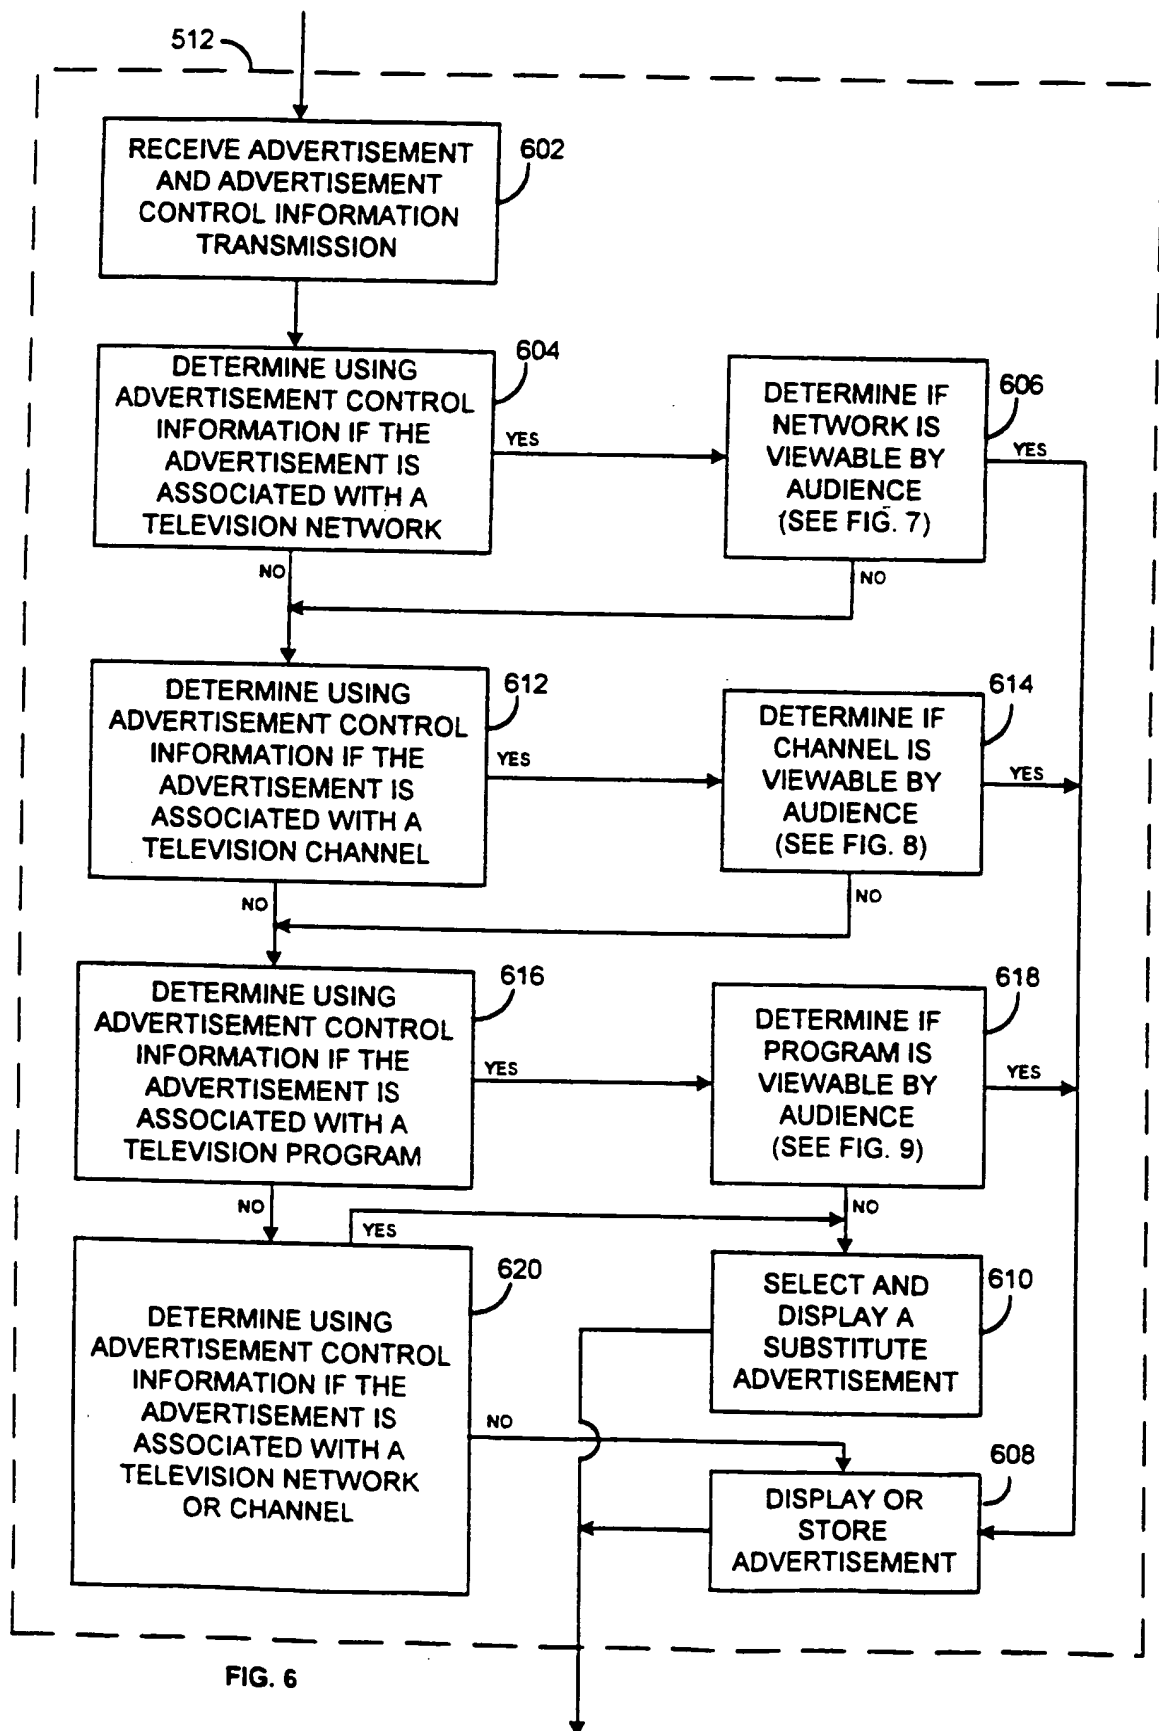 512
RECEIVE ADVERTISEMENT
AND ADVERTISEMENT
CONTROL INFORMATION
TRANSMISSION
602
DETERMINE USING
ADVERTISEMENT CONTROL
INFORMATION IF THE
ADVERTISEMENT IS
ASSOCIATED WITH A
TELEVISION NETWORK
604
YES
NO
DETERMINE IF
NETWORK IS
VIEWABLE BY
AUDIENCE
(SEE FIG. 7)
606
YES
NO
DETERMINE USING
ADVERTISEMENT CONTROL
INFORMATION IF THE
ADVERTISEMENT IS
ASSOCIATED WITH A
TELEVISION CHANNEL
612
YES
NO
DETERMINE IF
CHANNEL IS
VIEWABLE BY
AUDIENCE
(SEE FIG. 8)
614
YES
NO
DETERMINE USING
ADVERTISEMENT CONTROL
INFORMATION IF THE
ADVERTISEMENT IS
ASSOCIATED WITH A
TELEVISION PROGRAM
616
YES
NO
DETERMINE IF
PROGRAM IS
VIEWABLE BY
AUDIENCE
(SEE FIG. 9)
618
YES
NO
YES
DETERMINE USING
ADVERTISEMENT CONTROL
INFORMATION IF THE
ADVERTISEMENT IS
ASSOCIATED WITH A
TELEVISION NETWORK
OR CHANNEL
620
NO
SELECT AND
DISPLAY A
SUBSTITUTE
ADVERTISEMENT
610
DISPLAY OR
STORE
ADVERTISEMENT
608
FIG. 6